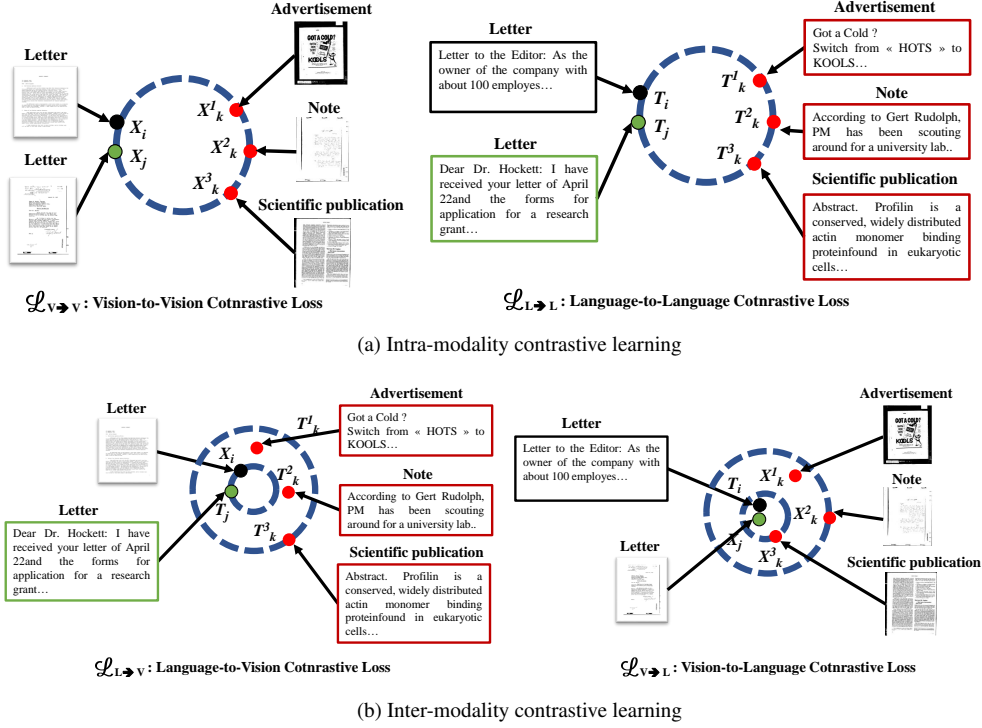 Advertisement
Letter
GOT A COLD?
KOOLS
Note
X_i
X_j
X^1_k
X^2_k
X^3_k
Letter
Scientific publication
ℒ V→V : Vision-to-Vision Cotnrastive Loss
Advertisement
Got a Cold ?
Switch from « HOTS » to
KOOLS…
Letter
Letter to the Editor: As the
owner of the company with
about 100 employes…
T_i
T_j
T^1_k
T^2_k
T^3_k
Note
According to Gert Rudolph,
PM has been scouting
around for a university lab..
Letter
Dear Dr. Hockett: I have
received your letter of April
22and the forms for
application for a research
grant…
Scientific publication
Abstract. Profilin is a
conserved, widely distributed
actin monomer binding
proteinfound in eukaryotic
cells…
ℒ L→L : Language-to-Language Cotnrastive Loss
(a) Intra-modality contrastive learning
Advertisement
Letter
T^1_k
Got a Cold ?
Switch from « HOTS » to
KOOLS…
X_i
T^2_k
T_j
T^3_k
Note
According to Gert Rudolph,
PM has been scouting
around for a university lab..
Letter
Dear Dr. Hockett: I have
received your letter of April
22and the forms for
application for a research
grant…
Scientific publication
Abstract. Profilin is a
conserved, widely distributed
actin monomer binding
proteinfound in eukaryotic
cells…
ℒ L→V : Language-to-Vision Cotnrastive Loss
Advertisement
GOT A COLD?
KOOLS
Letter
Letter to the Editor: As the
owner of the company with
about 100 employes…
T_i
X^1_k
X^2_k
X_j
X^3_k
Note
Letter
Scientific publication
ℒ V→L : Vision-to-Language Cotnrastive Loss
(b) Inter-modality contrastive learning